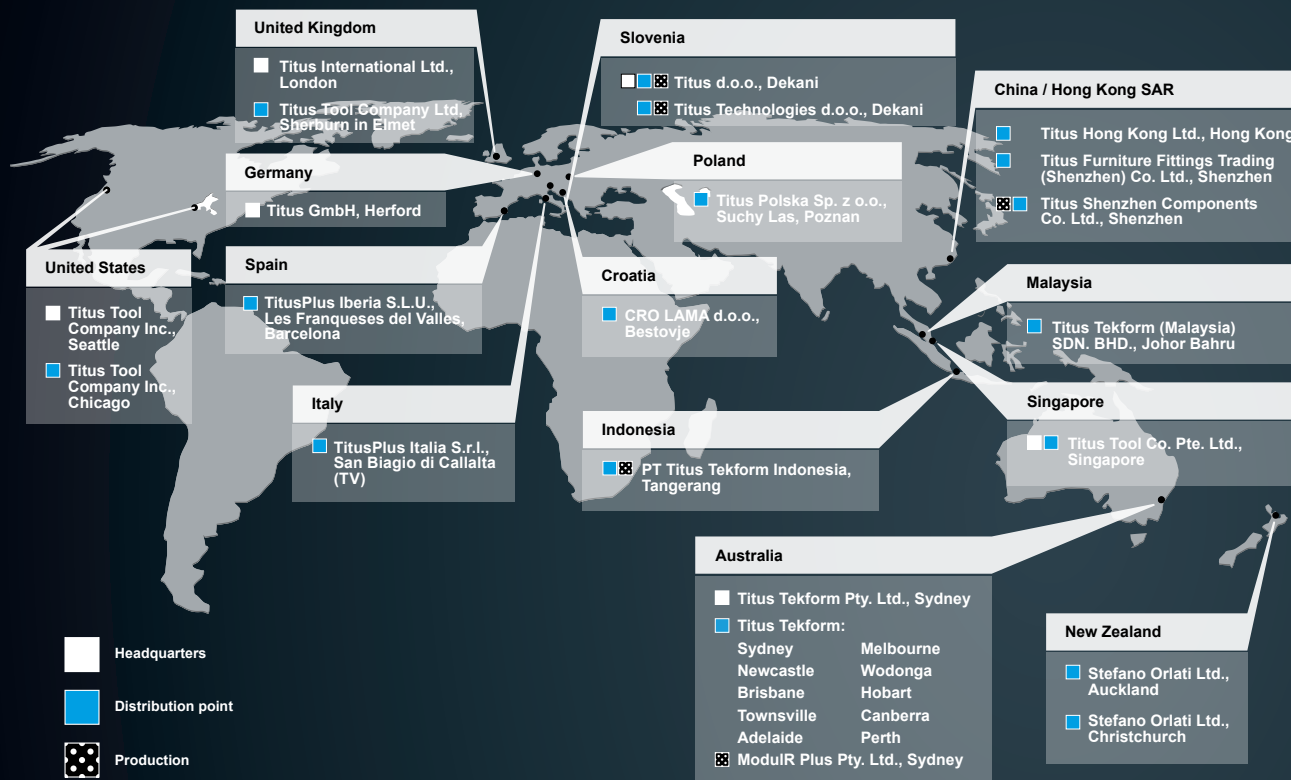 United Kingdom
Titus International Ltd.,
London
Titus Tool Company Ltd,
Sherburn in Elmet
Slovenia
Titus d.o.o., Dekani
Titus Technologies d.o.o., Dekani
China / Hong Kong SAR
Titus Hong Kong Ltd., Hong Kong
Titus Furniture Fittings Trading
(Shenzhen) Co. Ltd., Shenzhen
Titus Shenzhen Components
Co. Ltd., Shenzhen
Germany
Titus GmbH, Herford
Poland
Titus Polska Sp. z o.o.,
Suchy Las, Poznan
United States
Titus Tool
Company Inc.,
Seattle
Titus Tool
Company Inc.,
Chicago
Spain
TitusPlus Iberia S.L.U.,
Les Franqueses del Valles,
Barcelona
Croatia
CRO LAMA d.o.o.,
Bestovje
Malaysia
Titus Tekform (Malaysia)
SDN. BHD., Johor Bahru
Italy
TitusPlus Italia S.r.l.,
San Biagio di Callalta
(TV)
Indonesia
PT Titus Tekform Indonesia,
Tangerang
Singapore
Titus Tool Co. Pte. Ltd.,
Singapore
Australia
Titus Tekform Pty. Ltd., Sydney
Titus Tekform:
Sydney Melbourne
Newcastle Wodonga
Brisbane Hobart
Townsville Canberra
Adelaide Perth
ModulR Plus Pty. Ltd., Sydney
New Zealand
Stefano Orlati Ltd.,
Auckland
Stefano Orlati Ltd.,
Christchurch
Headquarters
Distribution point
Production